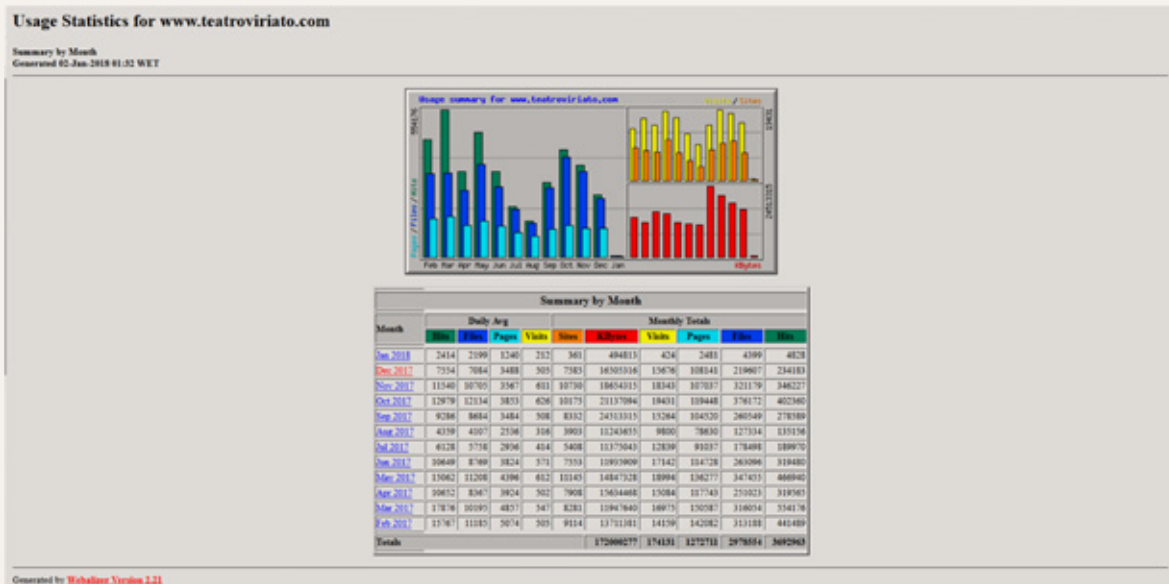 Usage Statistics for www.teatroviriato.com
Summary by Month
Generated 02-Jan-2018 01:32 WET
Usage summary for www.teatroviriato.com
Visits/Sites
554176
19431
Pages/Files/Hits
24513315
Feb Mar Apr May Jun Jul Aug Sep Oct Nov Dec Jan
KBytes
Summary by Month
Month Daily Avg Monthly Totals
Hits Files Pages Visits Sites KBytes Visits Pages Files Hits
Jan 2018 2414 2199 1240 212 361 494813 424 2481 4399 4828
Dec 2017 7554 7084 3488 505 7585 16505316 15676 108141 219607 234183
Nov 2017 11540 10705 3567 611 10730 18654315 18343 107037 321179 346227
Oct 2017 12979 12134 3853 626 10175 21137094 19431 119448 376172 402360
Sep 2017 9286 8684 3484 508 8332 24513315 15264 104520 260549 278589
Aug 2017 4359 4107 2536 316 3903 11243655 9800 78630 127334 135156
Jul 2017 6128 5758 2936 414 5408 11375043 12839 91037 178498 189970
Jun 2017 10649 8769 3824 571 7553 11935909 17142 114728 263096 319480
May 2017 15062 11208 4396 612 11145 14847328 18994 136277 347455 466940
Apr 2017 10652 8367 3924 502 7908 15634468 15084 117743 251023 319565
Mar 2017 17876 10195 4857 547 8281 11947640 16975 150587 316054 554176
Feb 2017 15767 11185 5074 505 9114 13711381 14159 142082 313188 441489
Totals 172000277 174131 1272711 2978554 3692963
Generated by Webalizer Version 2.21